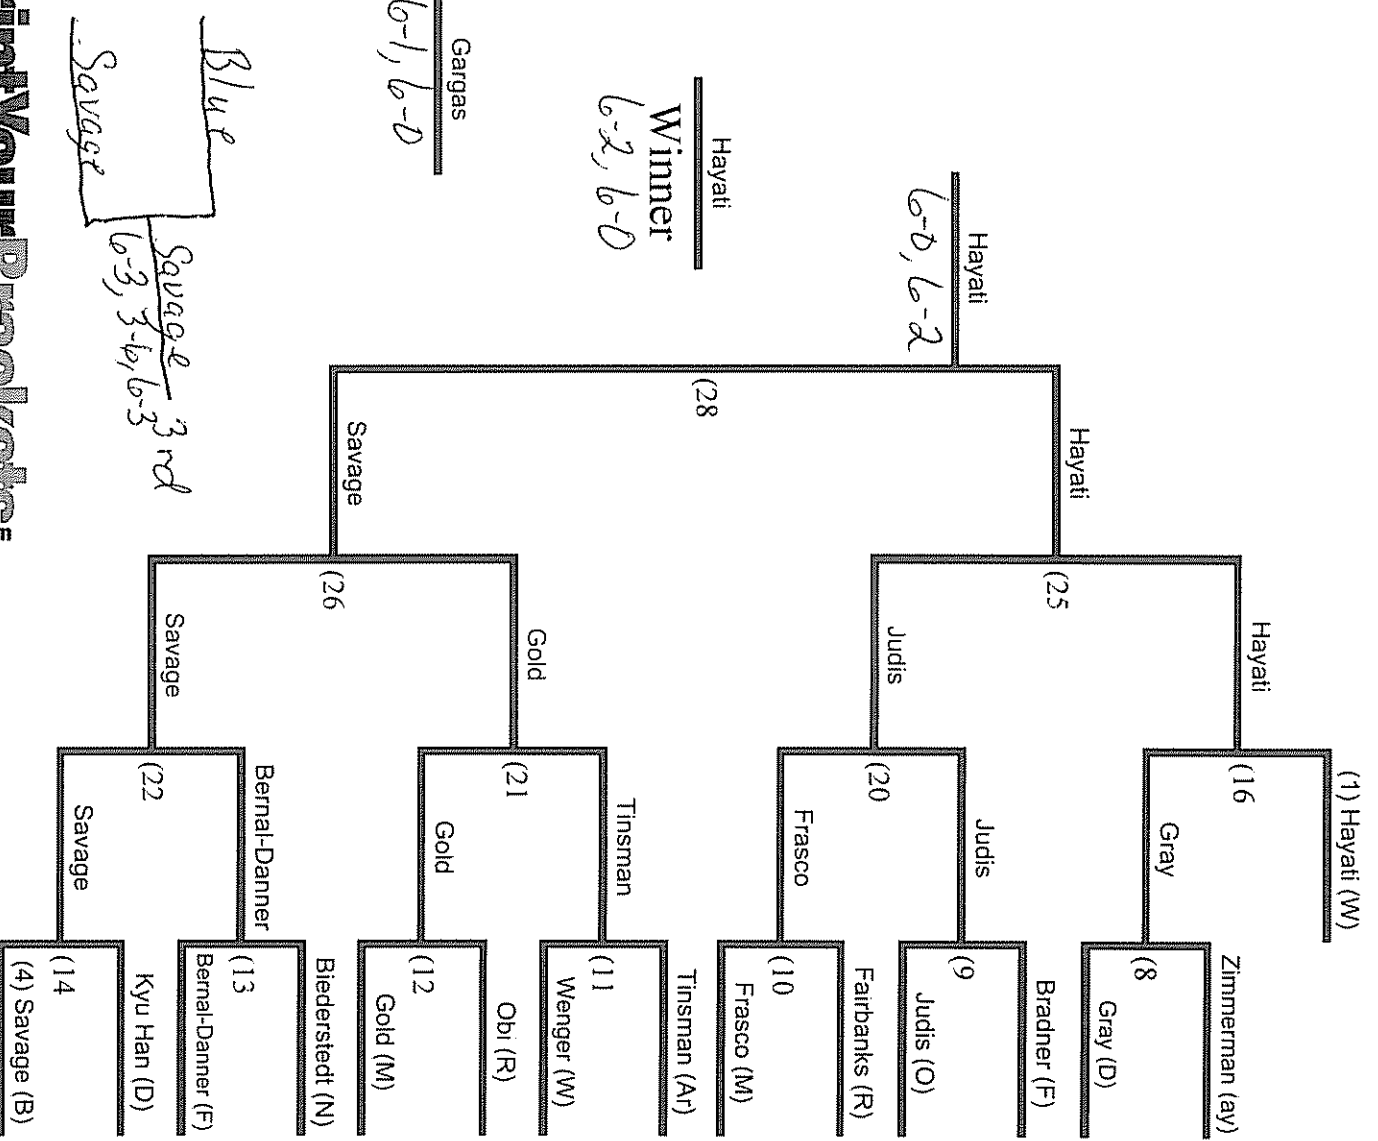 (1) Hayati (W)
Hayati
(16
Zimmerman (ay)
Gray
(8
Gray (D)
Hayati
(25
Bradner (F)
Judis
(9
Judis (O)
Judis
(20
Fairbanks (R)
Frasco
(10
Frasco (M)
Hayati
6-0, 6-2
(28
Tinsman (Ar)
Tinsman
(11
Wenger (W)
Gold
(21
Obi (R)
Gold
(12
Gold (M)
Savage
(26
Biederstedt (N)
Bernal-Danner
(13
Bernal-Danner (F)
Savage
(22
Kyu Han (D)
Savage
(14
(4) Savage (B)
Hayati
Winner
6-2, 6-0
Gargas
6-1, 6-0
Blue
Savage
Savage 3rd
6-3, 3-6, 6-3
intYourBrackets